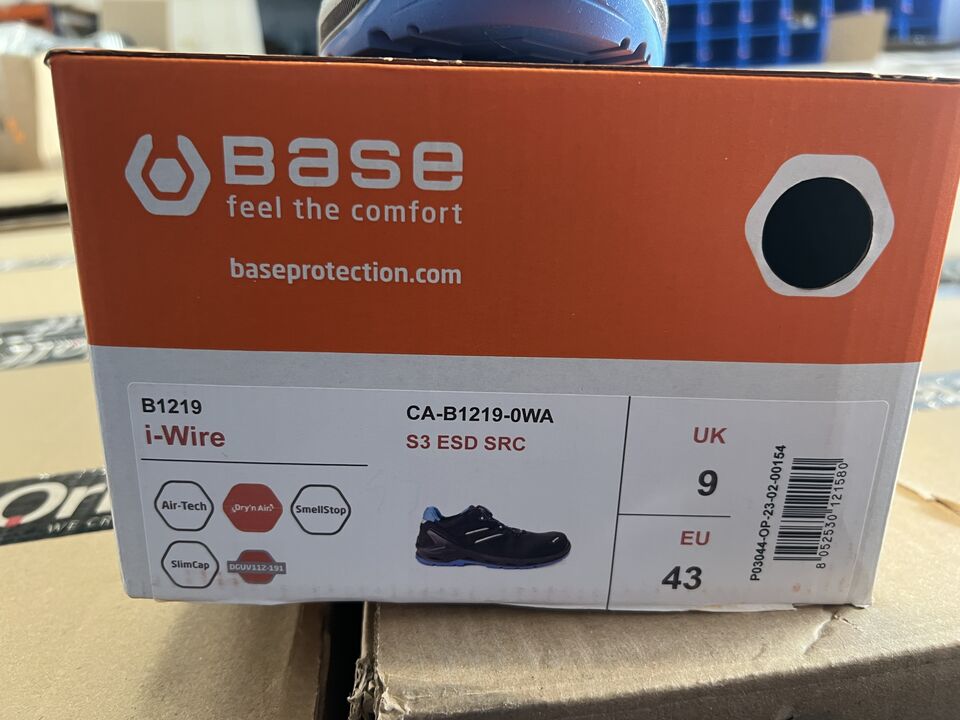 Base
feel the comfort
baseprotection.com
B1219
i-Wire
CA-B1219-0WA
S3 ESD SRC
Air-Tech
Dry'n Air
SmellStop
SlimCap
DGUV112-191
UK
9
EU
43
P03044-OP-23-02-00154
8 052530 121580
WE